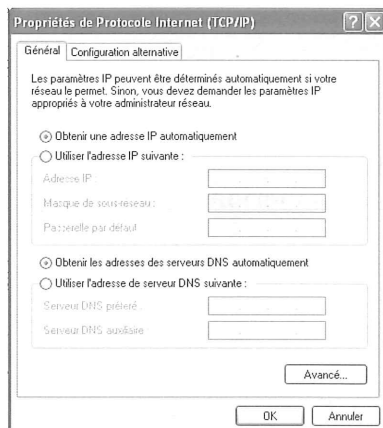 Propriétés de Protocole Internet (TCP/IP)
Général
Configuration alternative
Les paramètres IP peuvent être déterminés automatiquement si votre
réseau le permet. Sinon, vous devez demander les paramètres IP
appropriés à votre administrateur réseau.
Obtenir une adresse IP automatiquement
Utiliser l'adresse IP suivante :
Adresse IP :
Masque de sous-réseau :
Passerelle par défaut
Obtenir les adresses des serveurs DNS automatiquement
Utiliser l'adresse de serveur DNS suivante :
Serveur DNS préféré :
Serveur DNS auxiliaire
Avancé...
OK
Annuler